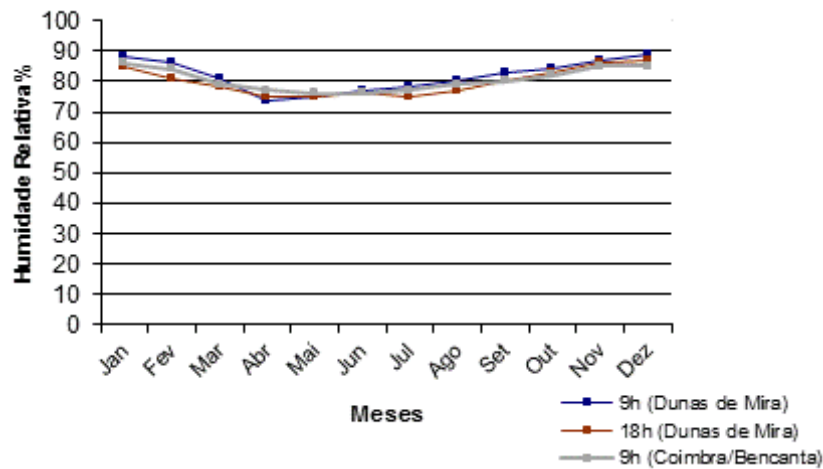 Humidade Relativa%
100
90
80
70
60
50
40
30
20
10
0
Jan Fev Mar Abr Mai Jun Jul Ago Set Out Nov Dez
Meses
9h (Dunas de Mira)
18h (Dunas de Mira)
9h (Coimbra/Bencanta)